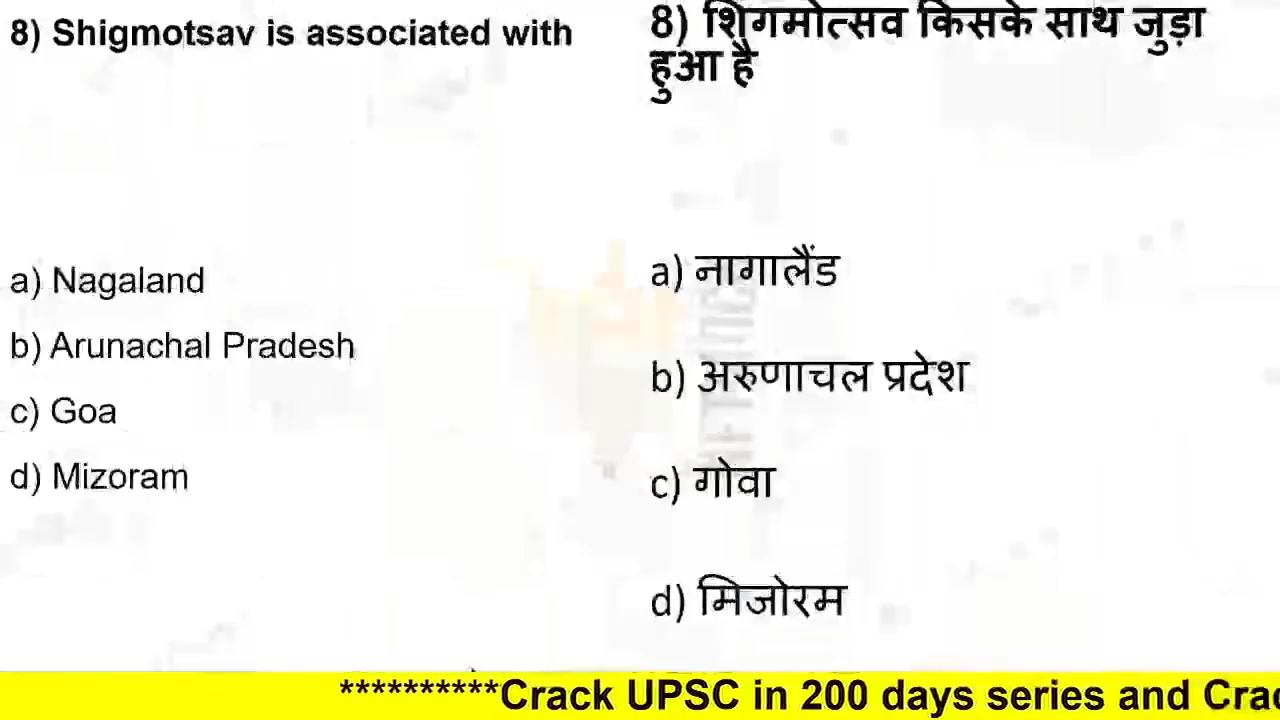 8) Shigmotsav is associated with
a) Nagaland
b) Arunachal Pradesh
c) Goa
d) Mizoram
8) शिगमोत्सव किसके साथ जुड़ा
हुआ है
a) नागालैंड
b) अरुणाचल प्रदेश
c) गोवा
d) मिजोरम
**********Crack UPSC in 200 days series and Crac